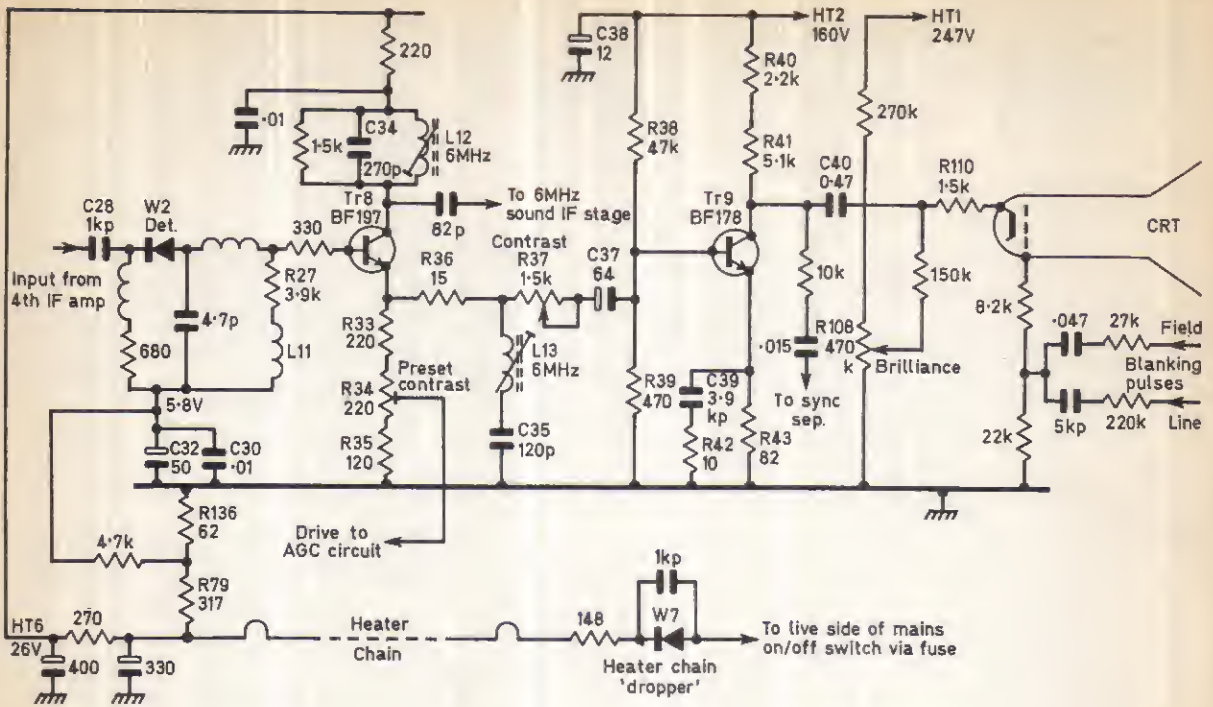 220
.01
1·5k
C34
270p
L12
6MHz
C28
1kp
W2
Det.
Tr8
BF197
330
82p
To 6MHz
sound IF stage
Input from
4th IF amp
R27
3·9k
4·7p
680
L11
R36
15
Contrast
R37
1·5k
C37
64
R33
220
Preset
contrast
R34
220
R35
120
L13
6MHz
C35
120p
5·8V
C32
50
C30
.01
R136
62
4·7k
R79
317
Drive to
AGC circuit
HT6
26V
270
400
330
Heater
Chain
148
1kp
W7
Heater chain
'dropper'
To live side of mains
on/off switch via fuse
C38
12
HT2
160V
HT1
247V
R40
2·2k
R41
5·1k
R38
47k
270k
C40
0·47
R110
1·5k
Tr9
BF178
CRT
10k
150k
·015
R108
470
k
Brilliance
To sync
sep.
R39
470
C39
3·9
kp
R42
10
R43
82
8·2k
.047
27k
Field
Blanking
pulses
Line
22k
5kp
220k